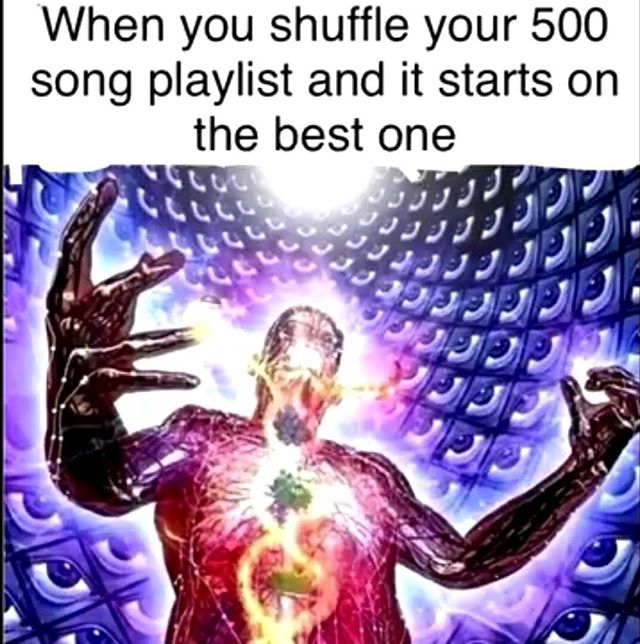 When you shuffle your 500
song playlist and it starts on
the best one